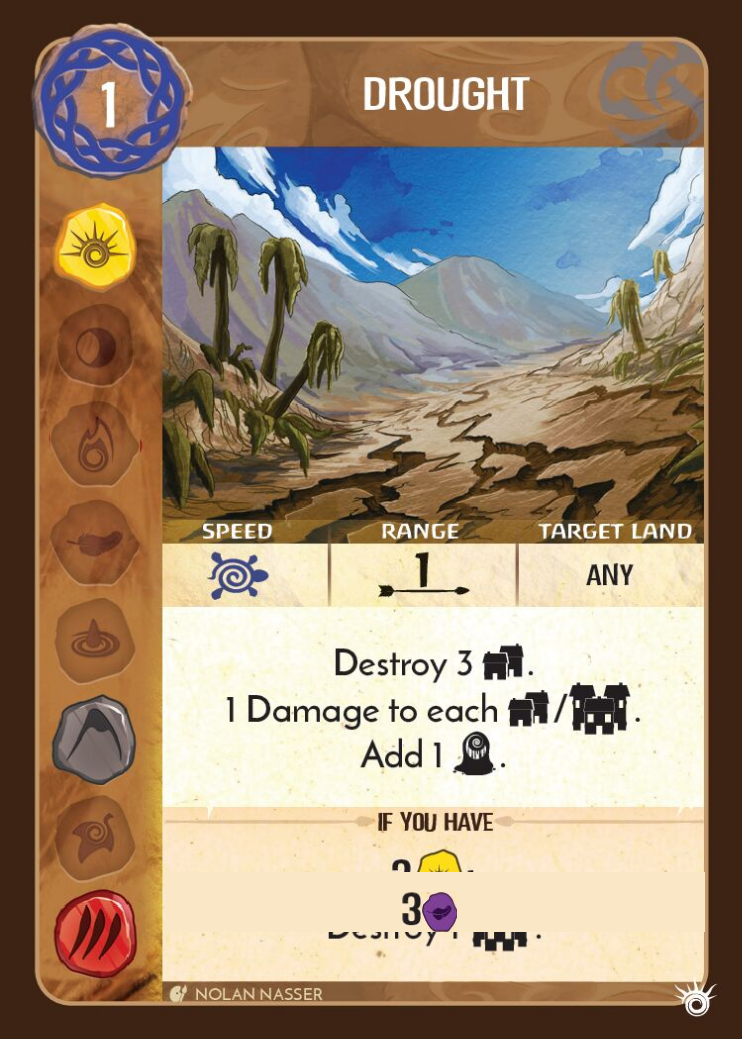 1
DROUGHT
SPEED RANGE TARGET LAND
1 ANY
Destroy 3 .
1 Damage to each / .
Add 1 .
IF YOU HAVE
3
NOLAN NASSER